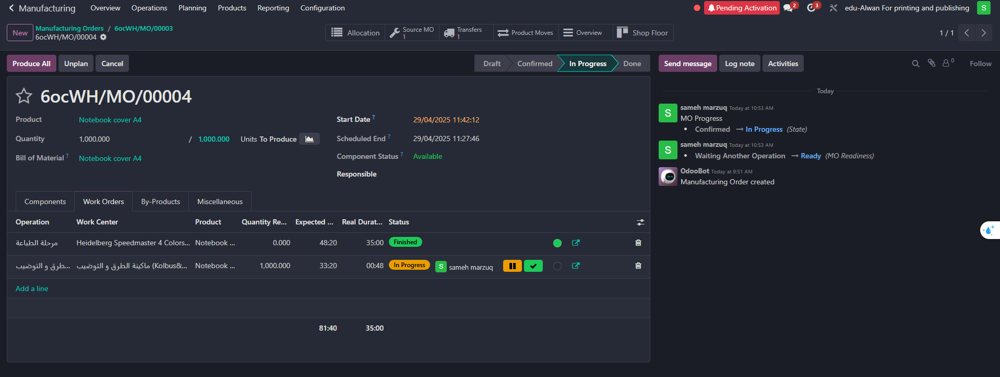 Manufacturing Overview Operations Planning Products Reporting Configuration Pending Activation 2 3 edu-Alwan For printing and publishing S
New Manufacturing Orders / 6ocWH/MO/00003
6ocWH/MO/00004
Allocation Source MO 1 Transfers 1 Product Moves Overview Shop Floor 1 / 1
Produce All Unplan Cancel Draft Confirmed In Progress Done Send message Log note Activities 0 Follow
6ocWH/MO/00004
Product Notebook cover A4
Quantity 1,000.000 / 1,000.000 Units To Produce
Bill of Material ? Notebook cover A4
Start Date ? 29/04/2025 11:42:12
Scheduled End ? 29/04/2025 11:27:46
Component Status ? Available
Responsible
Components Work Orders By-Products Miscellaneous
Operation Work Center Product Quantity Re... Expected ... Real Durat... Status
مرحلة الطباعة Heidelberg Speedmaster 4 Colors... Notebook ... 0.000 48:20 35:00 Finished
طرق و التوضيب... ماكينة الطرق و التوضيب (Kolbus&... Notebook ... 1,000.000 33:20 00:48 In Progress S sameh marzuq
Add a line
81:40 35:00
Today
S sameh marzuq Today at 10:53 AM
MO Progress
• Confirmed → In Progress (State)
S sameh marzuq Today at 10:53 AM
• Waiting Another Operation → Ready (MO Readiness)
OdooBot Today at 9:51 AM
Manufacturing Order created